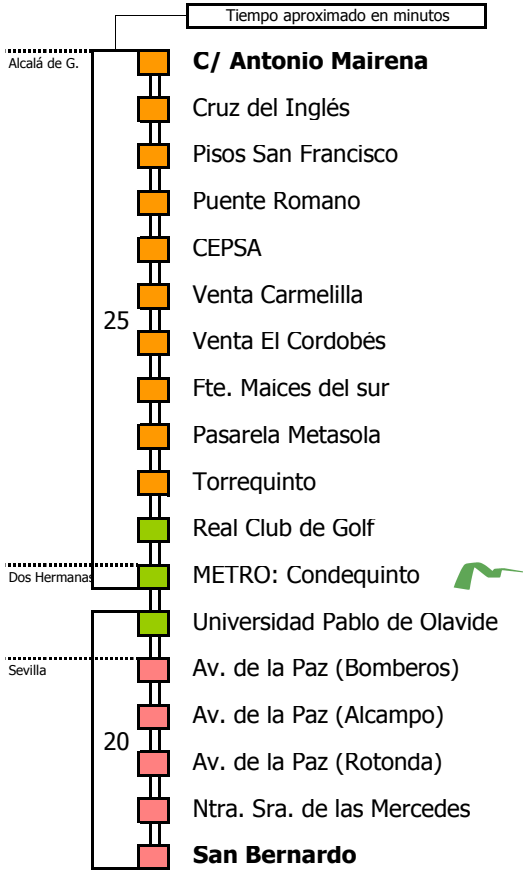 Tiempo aproximado en minutos
Alcalá de G.
C/ Antonio Mairena
Cruz del Inglés
Pisos San Francisco
Puente Romano
CEPSA
Venta Carmelilla
25
Venta El Cordobés
Fte. Maices del sur
Pasarela Metasola
Torrequinto
Real Club de Golf
Dos Hermanas
METRO: Condequinto
Universidad Pablo de Olavide
Sevilla
Av. de la Paz (Bomberos)
Av. de la Paz (Alcampo)
20
Av. de la Paz (Rotonda)
Ntra. Sra. de las Mercedes
San Bernardo